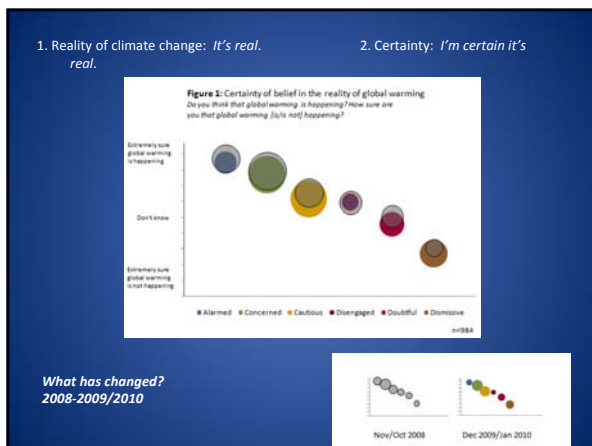 1. Reality of climate change: It's real.
2. Certainty: I'm certain it's
real.
Figure 1: Certainty of belief in the reality of global warming
Do you think that global warming is happening? How sure are
you that global warming [is/is not] happening?
Extremely sure
global warming
is happening
Don't know
Extremely sure
global warming
is not happening
Alarmed Concerned Cautious Disengaged Doubtful Dismissive
n=984
What has changed?
2008-2009/2010
Nov/Oct 2008
Dec 2009/Jan 2010